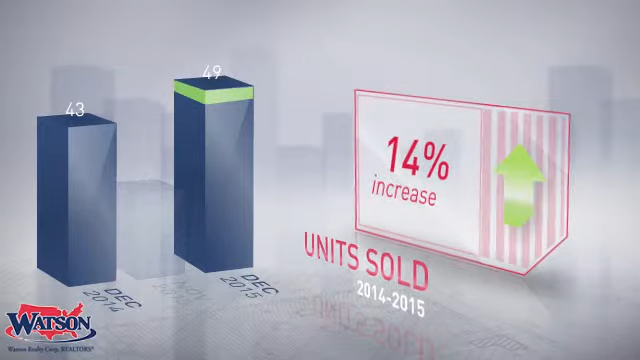 43
49
14%
increase
UNITS SOLD
2014-2015
DEC
2014
DEC
2015
WATSON
Watson Realty Corp. REALTORS®